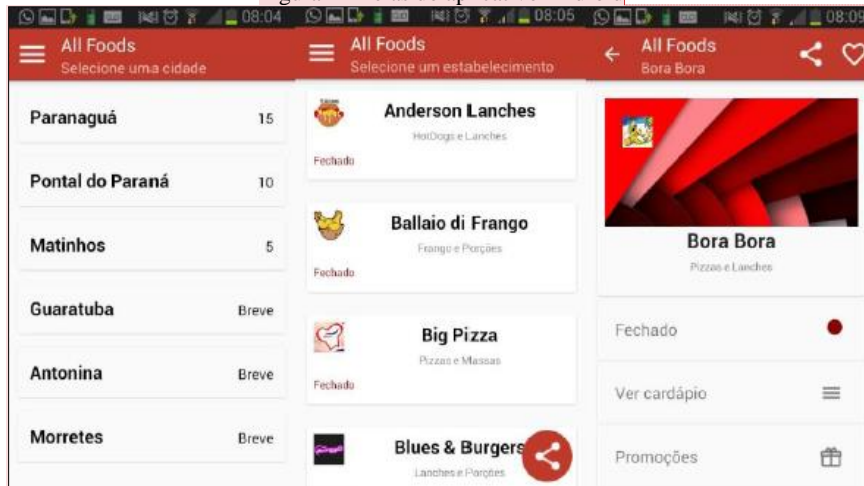 08:04
All Foods
Selecione uma cidade
Paranaguá 15
Pontal do Paraná 10
Matinhos 5
Guaratuba Breve
Antonina Breve
Morretes Breve
08:05
All Foods
Selecione um estabelecimento
Anderson Lanches
HotDogs e Lanches
Fechado
Ballaio di Frango
Frango e Porções
Fechado
Big Pizza
Pizzas e Massas
Fechado
Blues & Burgers
Lanches e Porções
08:09
All Foods
Bora Bora
Bora Bora
Pizzas e Lanches
Fechado
Ver cardápio
Promoções